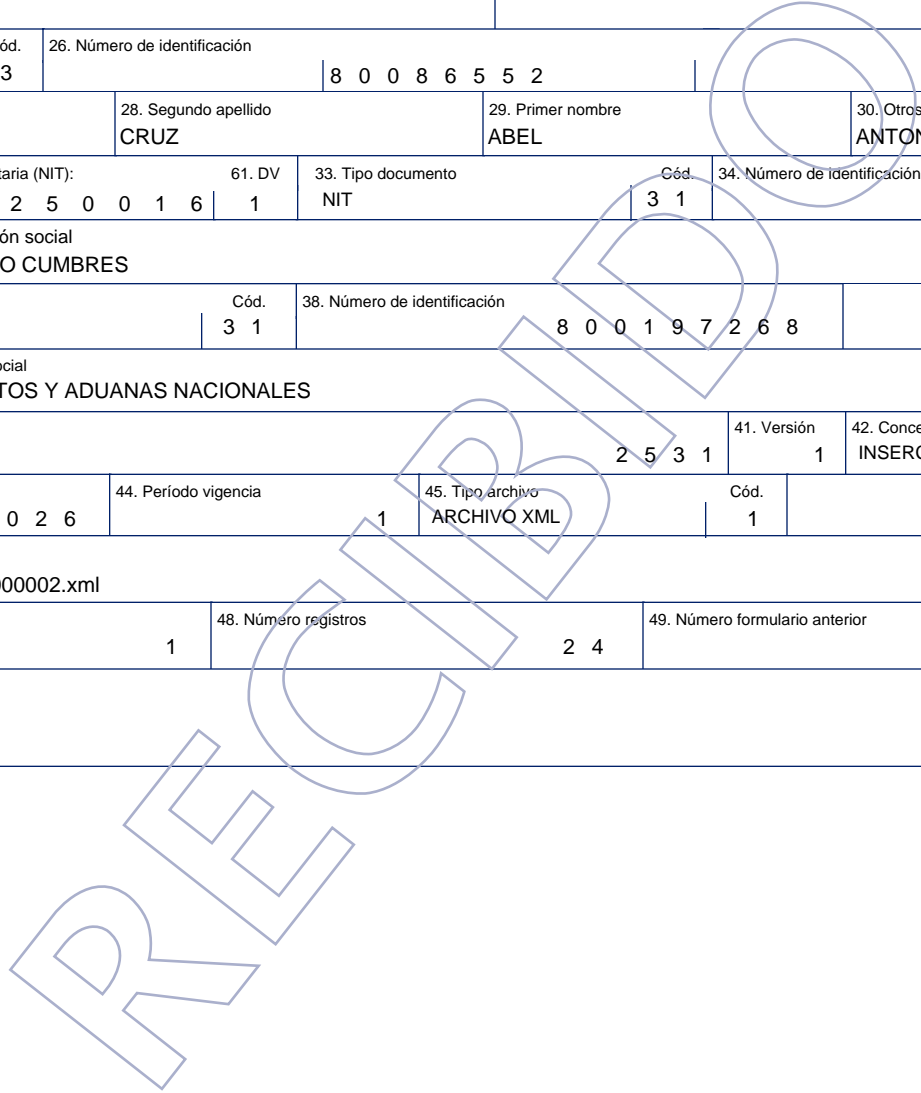 ód. 26. Número de identificación
3 8 0 0 8 6 5 5 2
28. Segundo apellido 29. Primer nombre 30. Otros
CRUZ ABEL ANTON
taria (NIT): 61. DV 33. Tipo documento Cód. 34. Número de identificación
2 5 0 0 1 6 1 NIT 3 1
ón social
O CUMBRES
Cód. 38. Número de identificación
3 1 8 0 0 1 9 7 2 6 8
ocial
TOS Y ADUANAS NACIONALES
41. Versión 42. Conce
2 5 3 1 1 INSERC
44. Período vigencia 45. Tipo archivo Cód.
0 2 6 1 ARCHIVO XML 1
000002.xml
48. Número registros 49. Número formulario anterior
1 2 4
RECIBIDO